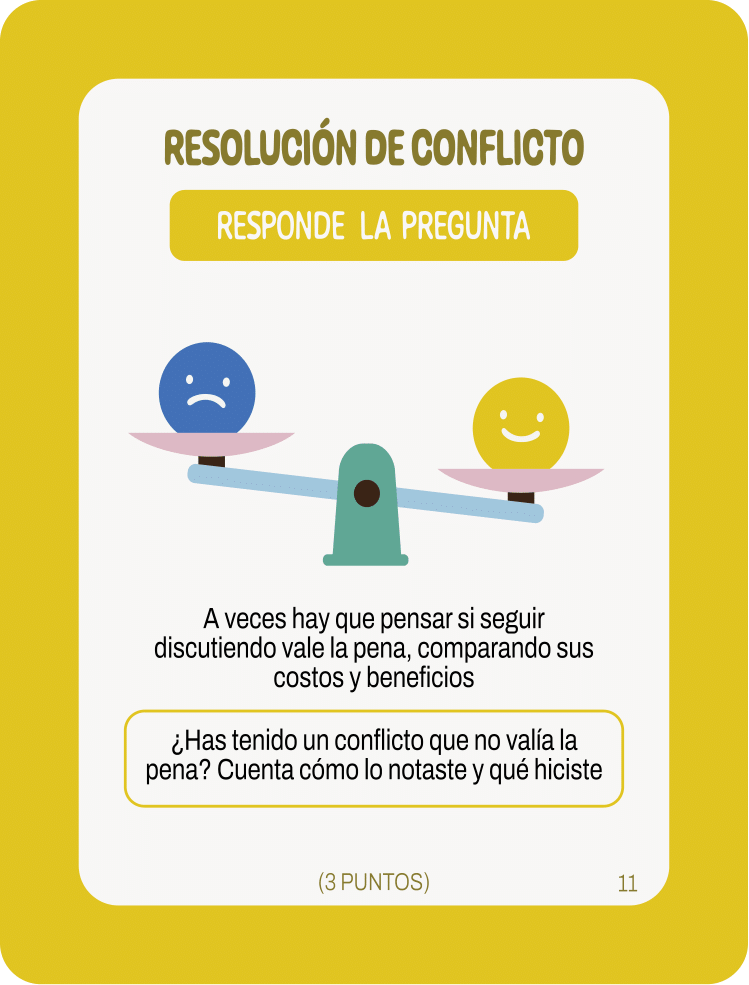 RESOLUCIÓN DE CONFLICTO
RESPONDE LA PREGUNTA
A veces hay que pensar si seguir
discutiendo vale la pena, comparando sus
costos y beneficios
¿Has tenido un conflicto que no valía la
pena? Cuenta cómo lo notaste y qué hiciste
(3 PUNTOS)
11